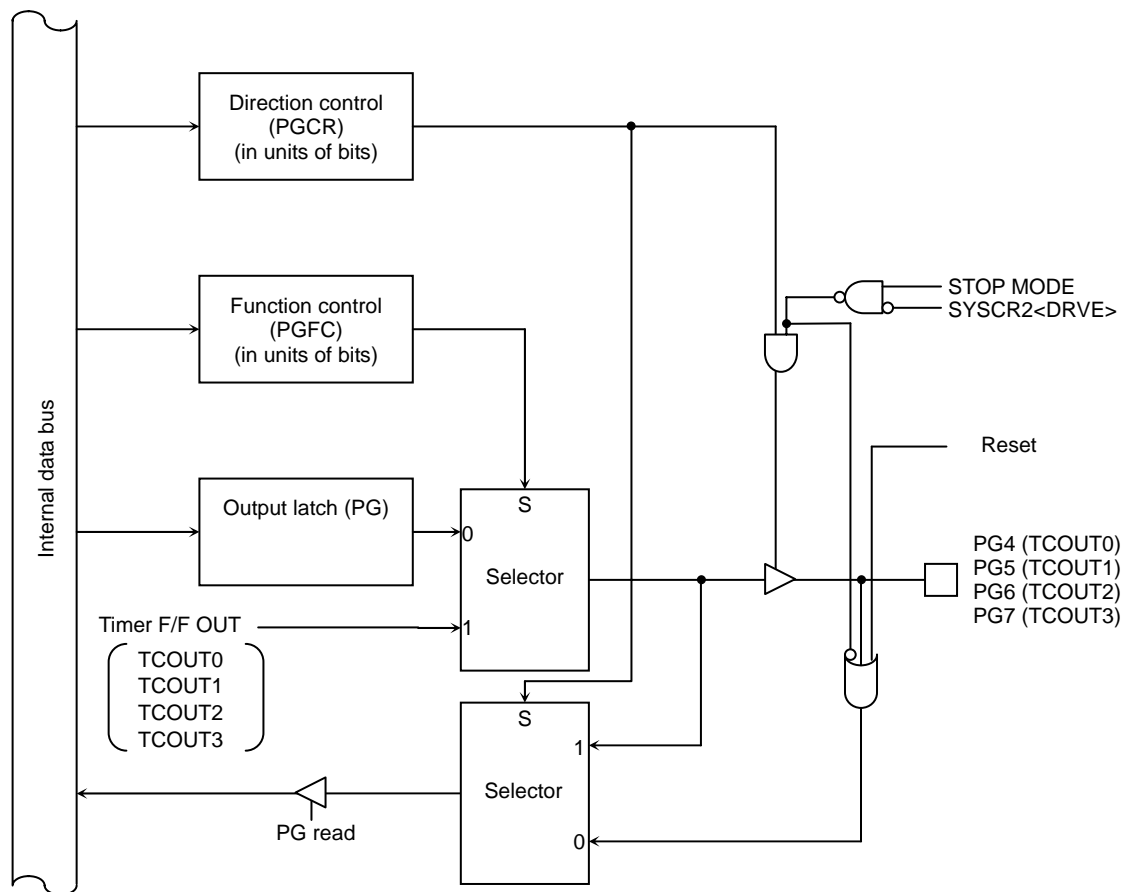 Direction control
(PGCR)
(in units of bits)
Function control
(PGFC)
(in units of bits)
STOP MODE
SYSCR2<DRVE>
Internal data bus
Reset
Output latch (PG)
S
0
Selector
1
PG4 (TCOUT0)
PG5 (TCOUT1)
PG6 (TCOUT2)
PG7 (TCOUT3)
Timer F/F OUT
TCOUT0
TCOUT1
TCOUT2
TCOUT3
S
1
Selector
0
PG read